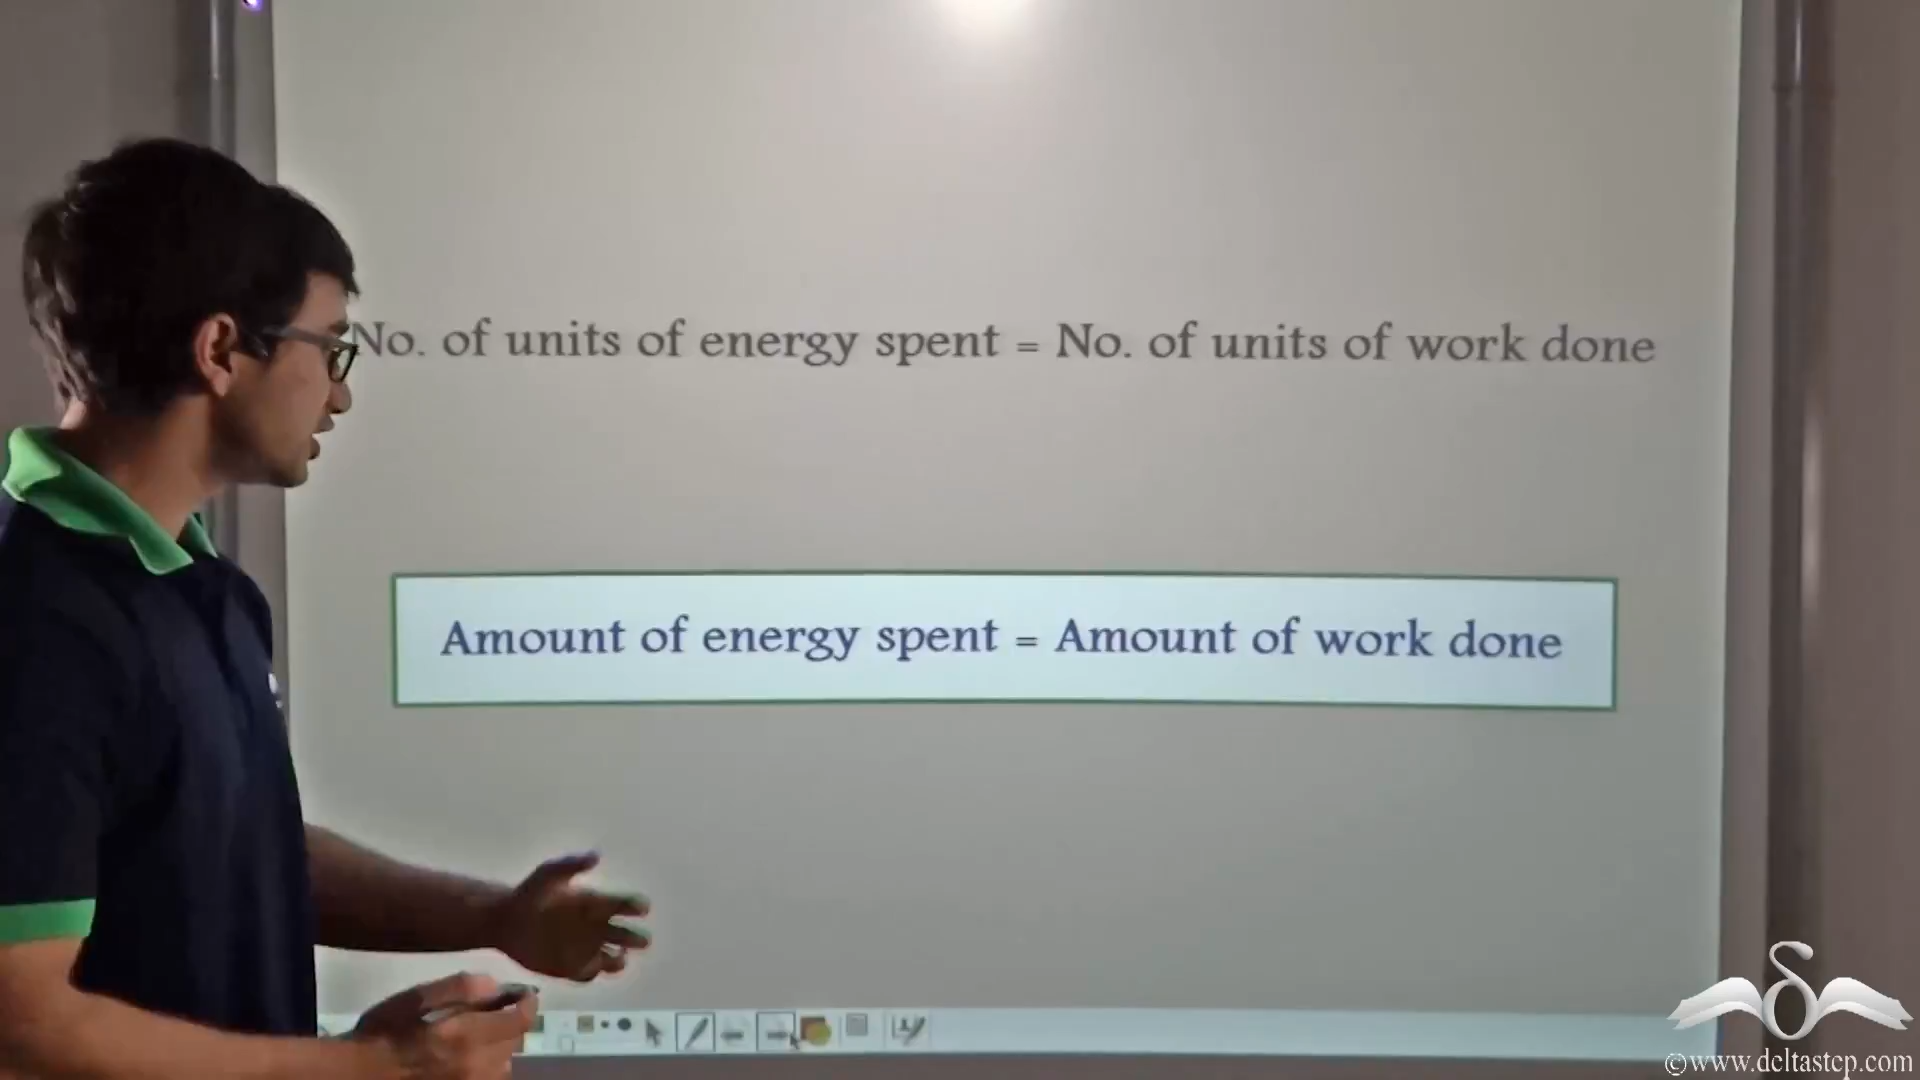 No. of units of energy spent = No. of units of work done
Amount of energy spent = Amount of work done
©www.deltastep.com